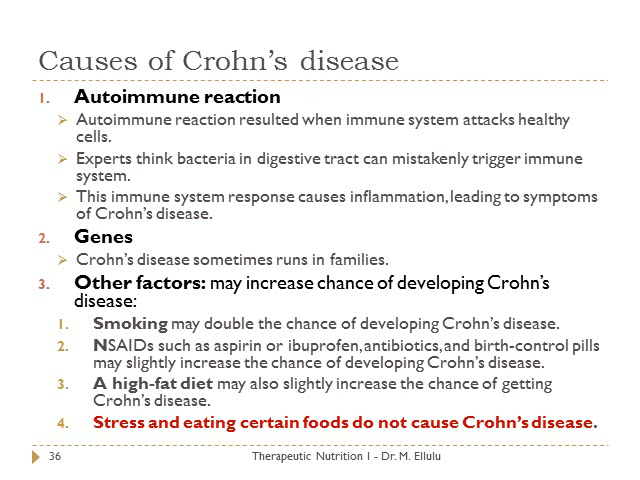 Causes of Crohn's disease
1. Autoimmune reaction
Autoimmune reaction resulted when immune system attacks healthy
cells.
Experts think bacteria in digestive tract can mistakenly trigger immune
system.
This immune system response causes inflammation, leading to symptoms
of Crohn's disease.
2. Genes
Crohn's disease sometimes runs in families.
3. Other factors: may increase chance of developing Crohn's
disease:
1. Smoking may double the chance of developing Crohn's disease.
2. NSAIDs such as aspirin or ibuprofen, antibiotics, and birth-control pills
may slightly increase the chance of developing Crohn's disease.
3. A high-fat diet may also slightly increase the chance of getting
Crohn's disease.
4. Stress and eating certain foods do not cause Crohn's disease.
36 Therapeutic Nutrition I - Dr. M. Ellulu